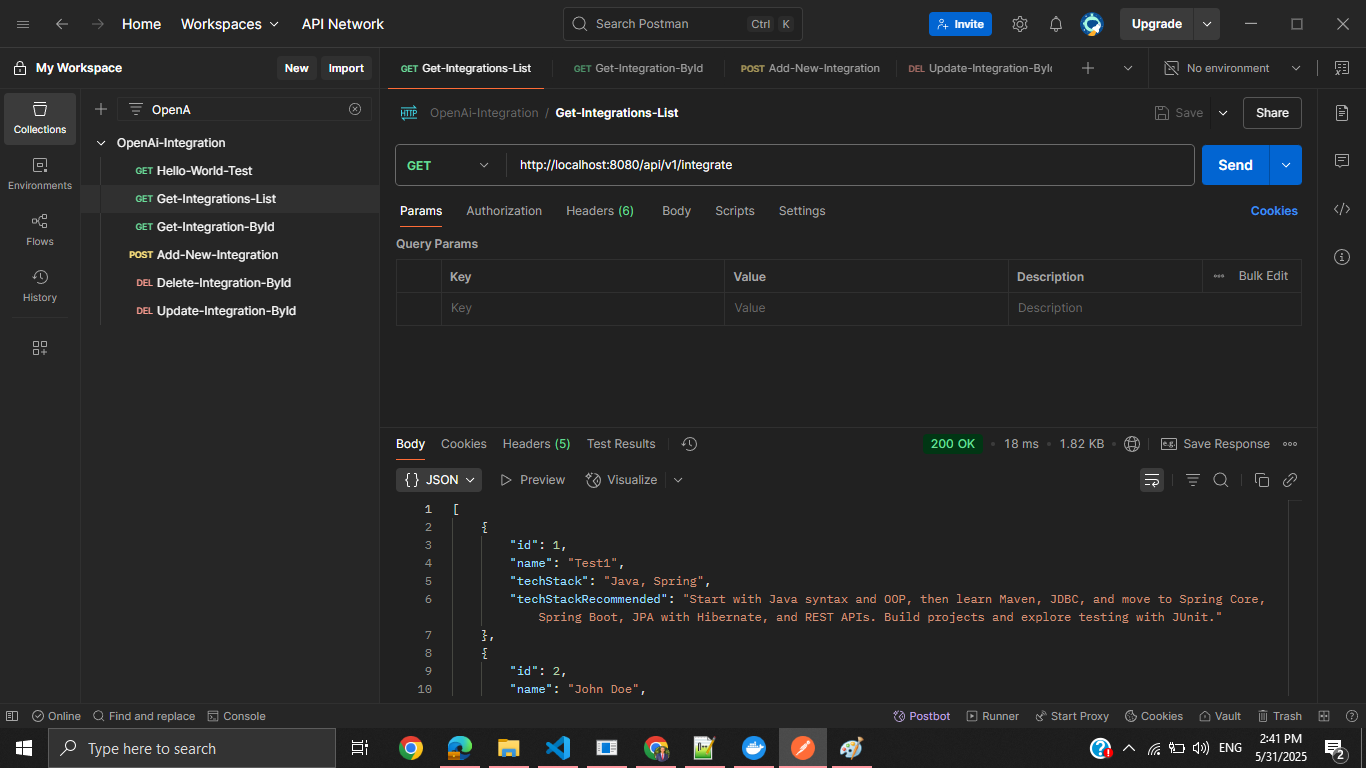 Home Workspaces API Network Search Postman Ctrl K Invite Upgrade
My Workspace New Import
GET Get-Integrations-List GET Get-Integration-ById POST Add-New-Integration DEL Update-Integration-ById No environment
OpenA
Collections
Environments
Flows
History
OpenAi-Integration
GET Hello-World-Test
GET Get-Integrations-List
GET Get-Integration-ById
POST Add-New-Integration
DEL Delete-Integration-ById
DEL Update-Integration-ById
HTTP OpenAi-Integration / Get-Integrations-List Save Share
GET http://localhost:8080/api/v1/integrate Send
Params Authorization Headers (6) Body Scripts Settings Cookies
Query Params
Key Value Description Bulk Edit
Key Value Description
Body Cookies Headers (5) Test Results 200 OK 18 ms 1.82 KB e.g. Save Response
{} JSON Preview Visualize
1 [
2 {
3 "id": 1,
4 "name": "Test1",
5 "techStack": "Java, Spring",
6 "techStackRecommended": "Start with Java syntax and OOP, then learn Maven, JDBC, and move to Spring Core,
Spring Boot, JPA with Hibernate, and REST APIs. Build projects and explore testing with JUnit."
7 },
8 {
9 "id": 2,
10 "name": "John Doe",
Online Find and replace Console Postbot Runner Start Proxy Cookies Vault Trash
Type here to search ENG 2:41 PM
5/31/2025 2